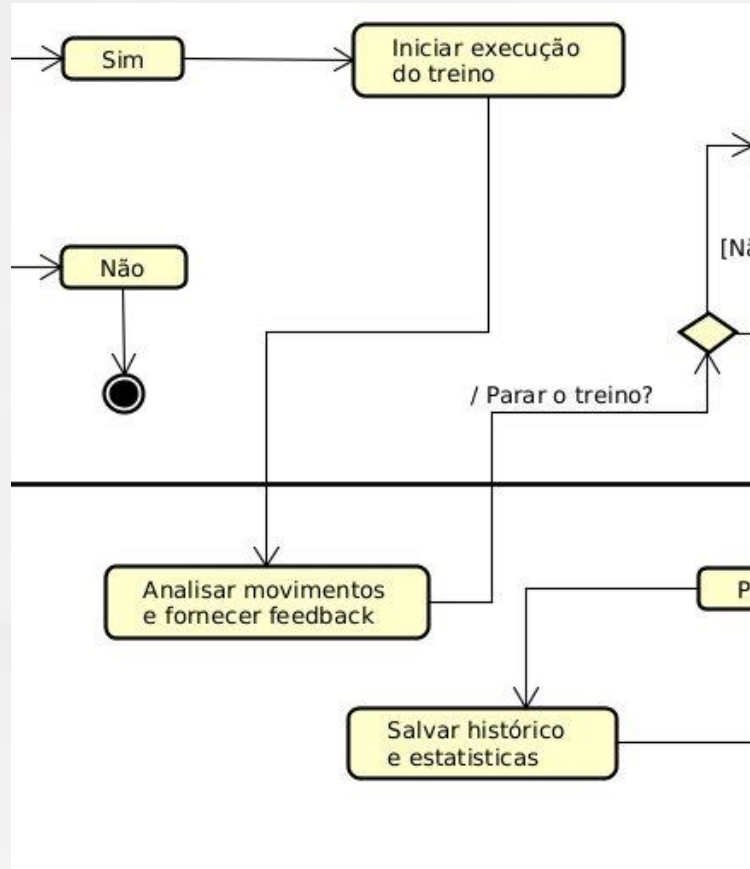 Sim
Iniciar execução
do treino
Não
/ Parar o treino?
Analisar movimentos
e fornecer feedback
Salvar histórico
e estatisticas